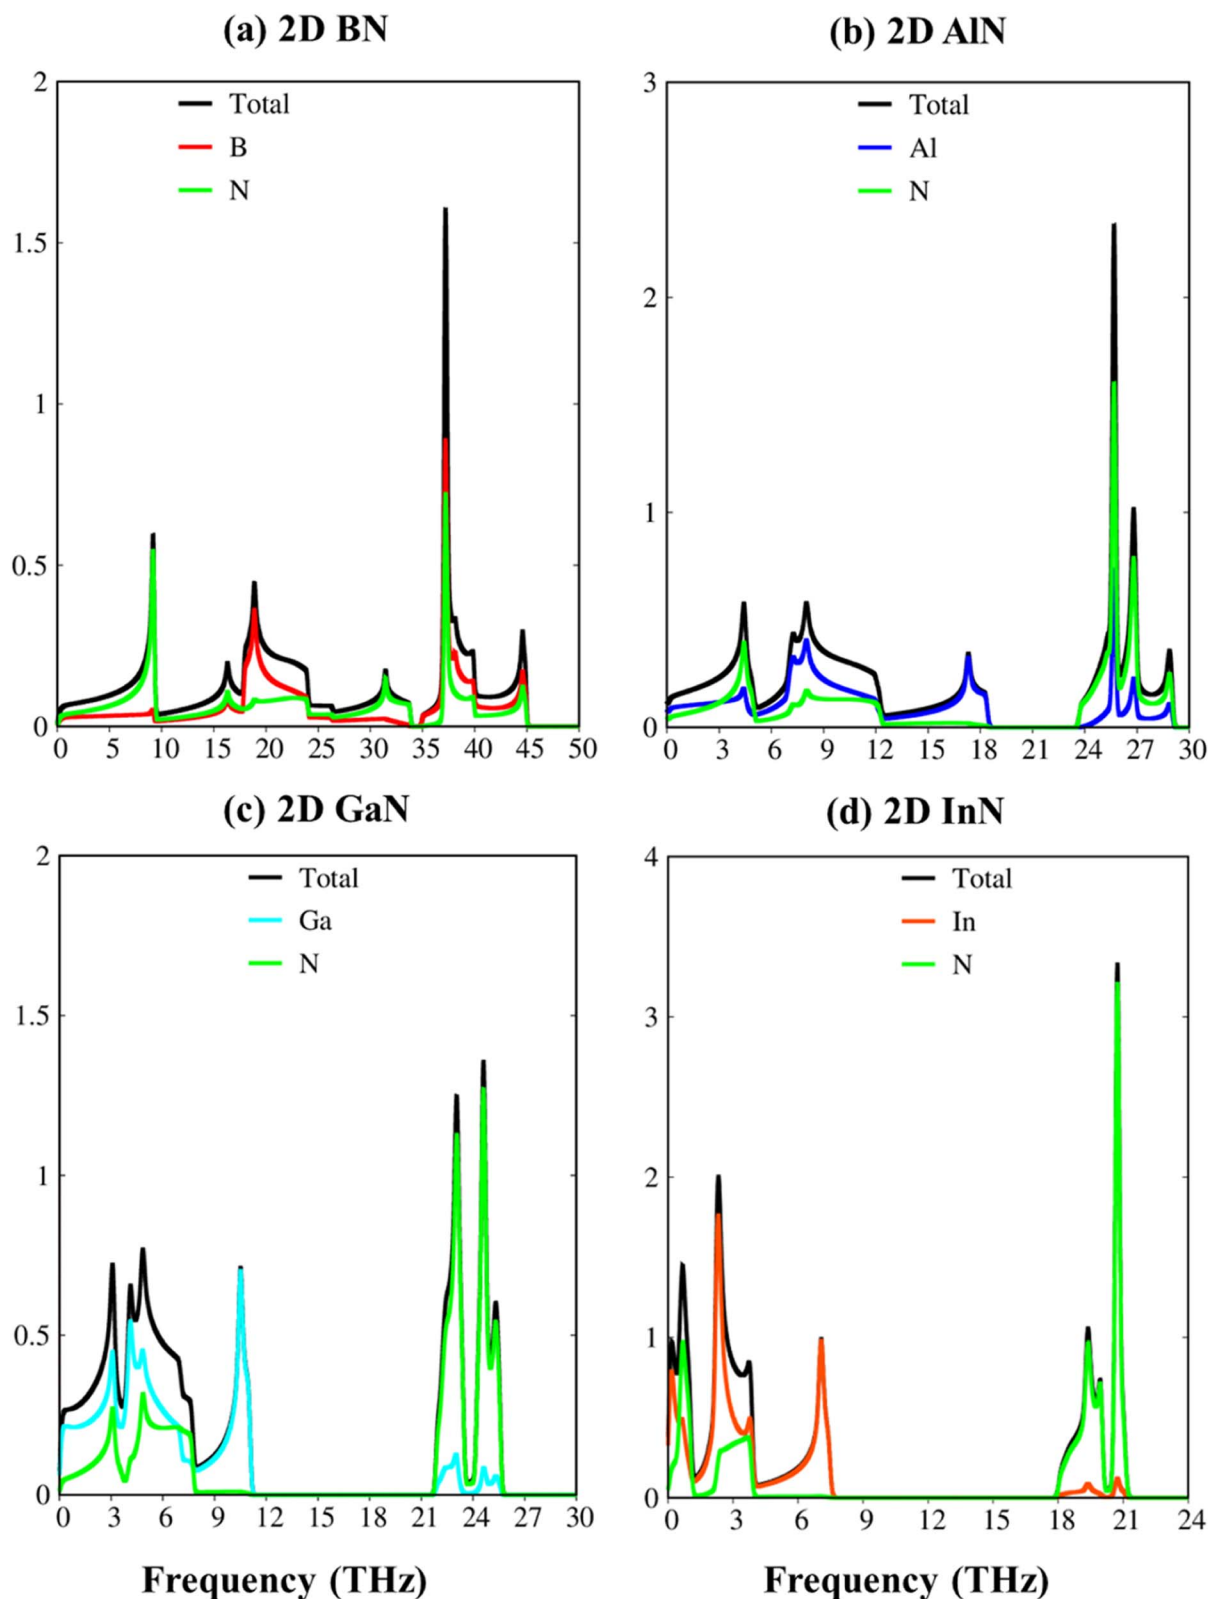 (a) 2D BN
2
1.5
1
0.5
0
Total
B
N
0 5 10 15 20 25 30 35 40 45 50
(b) 2D AlN
3
2
1
0
Total
Al
N
0 3 6 9 12 15 18 21 24 27 30
(c) 2D GaN
2
1.5
1
0.5
0
Total
Ga
N
0 3 6 9 12 15 18 21 24 27 30
Frequency (THz)
(d) 2D InN
4
3
2
1
0
Total
In
N
0 3 6 9 12 15 18 21 24
Frequency (THz)